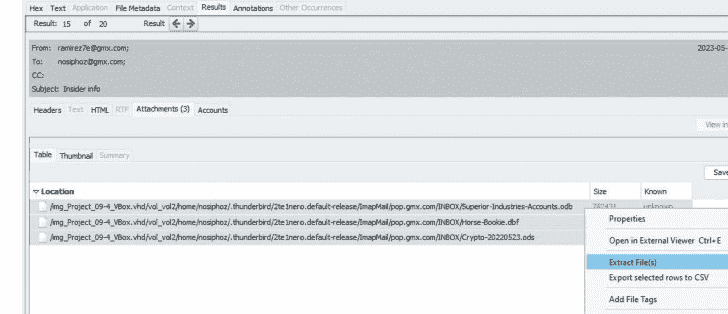 Hex Text Application File Metadata Context Results Annotations Other Occurrences
Result: 15 of 20 Result
From: ramirez7e@gmx.com; 2023-05-
To: nosiphoz@gmx.com;
CC:
Subject: Insider info
Headers Text HTML RTF Attachments (3) Accounts
View in
Table Thumbnail Summary
Save
Location Size Known
/img_Project_09-4_VBox.vhd/vol_vol2/home/nosiphoz/.thunderbird/2te1nero.default-release/ImapMail/pop.gmx.com/INBOX/Superior-Industries-Accounts.odb unknown
/img_Project_09-4_VBox.vhd/vol_vol2/home/nosiphoz/.thunderbird/2te1nero.default-release/ImapMail/pop.gmx.com/INBOX/Horse-Bookie.dbf
/img_Project_09-4_VBox.vhd/vol_vol2/home/nosiphoz/.thunderbird/2te1nero.default-release/ImapMail/pop.gmx.com/INBOX/Crypto-20220523.ods
Properties
Open in External Viewer Ctrl+E
Extract File(s)
Export selected rows to CSV
Add File Tags